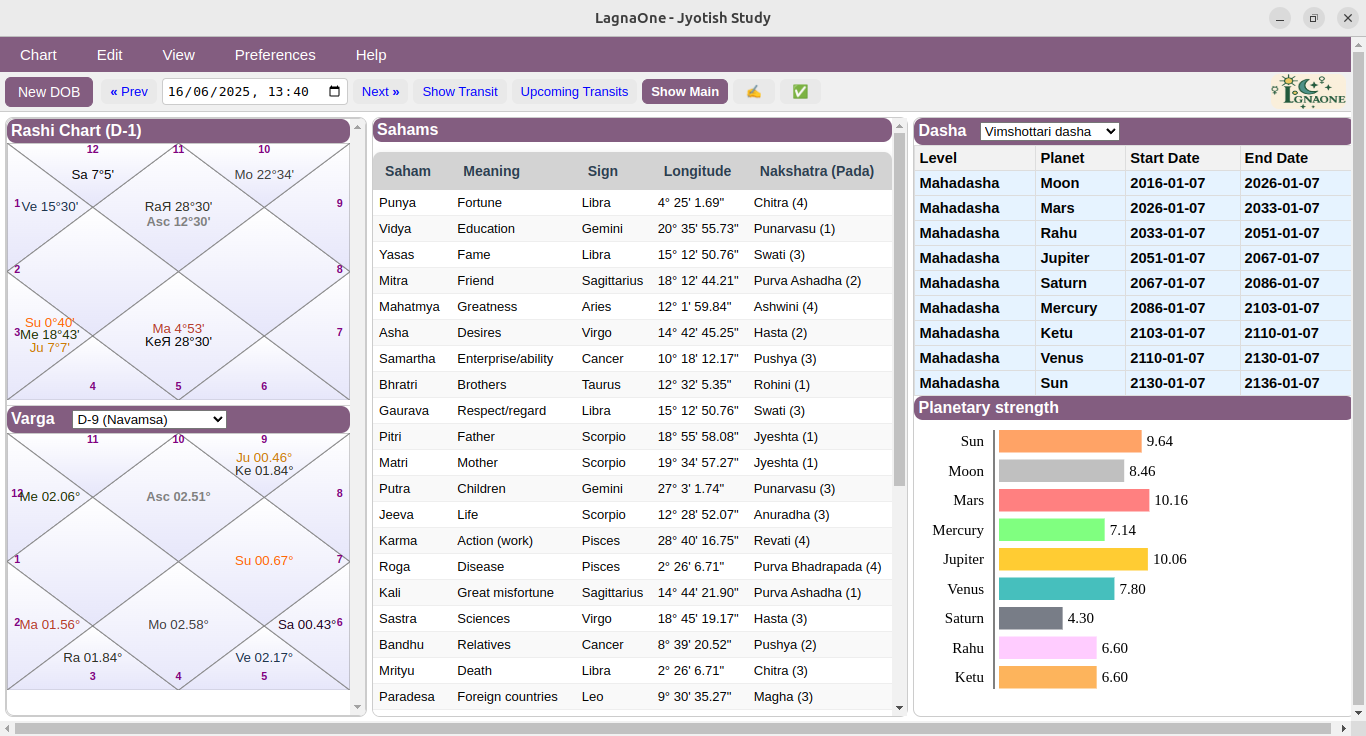 LagnaOne - Jyotish Study
Chart Edit View Preferences Help
New DOB « Prev 16/06/2025, 13:40 Next » Show Transit Upcoming Transits Show Main LGNAONE
Rashi Chart (D-1)
12 11 10
Sa 7°5' Mo 22°34'
1 Ve 15°30' RaЯ 28°30' 9
Asc 12°30'
2 8
Su 0°40'
3 Me 18°43' Ma 4°53' 7
Ju 7°7' KeЯ 28°30'
4 5 6
Varga D-9 (Navamsa)
11 10 9
Ju 00.46°
Ke 01.84°
12 Me 02.06° Asc 02.51° 8
1 Su 00.67° 7
2 Ma 01.56° Mo 02.58° Sa 00.43° 6
Ra 01.84° Ve 02.17°
3 4 5
Sahams
Saham Meaning Sign Longitude Nakshatra (Pada)
Punya Fortune Libra 4° 25' 1.69" Chitra (4)
Vidya Education Gemini 20° 35' 55.73" Punarvasu (1)
Yasas Fame Libra 15° 12' 50.76" Swati (3)
Mitra Friend Sagittarius 18° 12' 44.21" Purva Ashadha (2)
Mahatmya Greatness Aries 12° 1' 59.84" Ashwini (4)
Asha Desires Virgo 14° 42' 45.25" Hasta (2)
Samartha Enterprise/ability Cancer 10° 18' 12.17" Pushya (3)
Bhratri Brothers Taurus 12° 32' 5.35" Rohini (1)
Gaurava Respect/regard Libra 15° 12' 50.76" Swati (3)
Pitri Father Scorpio 18° 55' 58.08" Jyeshta (1)
Matri Mother Scorpio 19° 34' 57.27" Jyeshta (1)
Putra Children Gemini 27° 3' 1.74" Punarvasu (3)
Jeeva Life Scorpio 12° 28' 52.07" Anuradha (3)
Karma Action (work) Pisces 28° 40' 16.75" Revati (4)
Roga Disease Pisces 2° 26' 6.71" Purva Bhadrapada (4)
Kali Great misfortune Sagittarius 14° 44' 21.90" Purva Ashadha (1)
Sastra Sciences Virgo 18° 45' 19.17" Hasta (3)
Bandhu Relatives Cancer 8° 39' 20.52" Pushya (2)
Mrityu Death Libra 2° 26' 6.71" Chitra (3)
Paradesa Foreign countries Leo 9° 30' 35.27" Magha (3)
Dasha Vimshottari dasha
Level Planet Start Date End Date
Mahadasha Moon 2016-01-07 2026-01-07
Mahadasha Mars 2026-01-07 2033-01-07
Mahadasha Rahu 2033-01-07 2051-01-07
Mahadasha Jupiter 2051-01-07 2067-01-07
Mahadasha Saturn 2067-01-07 2086-01-07
Mahadasha Mercury 2086-01-07 2103-01-07
Mahadasha Ketu 2103-01-07 2110-01-07
Mahadasha Venus 2110-01-07 2130-01-07
Mahadasha Sun 2130-01-07 2136-01-07
Planetary strength
Sun 9.64
Moon 8.46
Mars 10.16
Mercury 7.14
Jupiter 10.06
Venus 7.80
Saturn 4.30
Rahu 6.60
Ketu 6.60